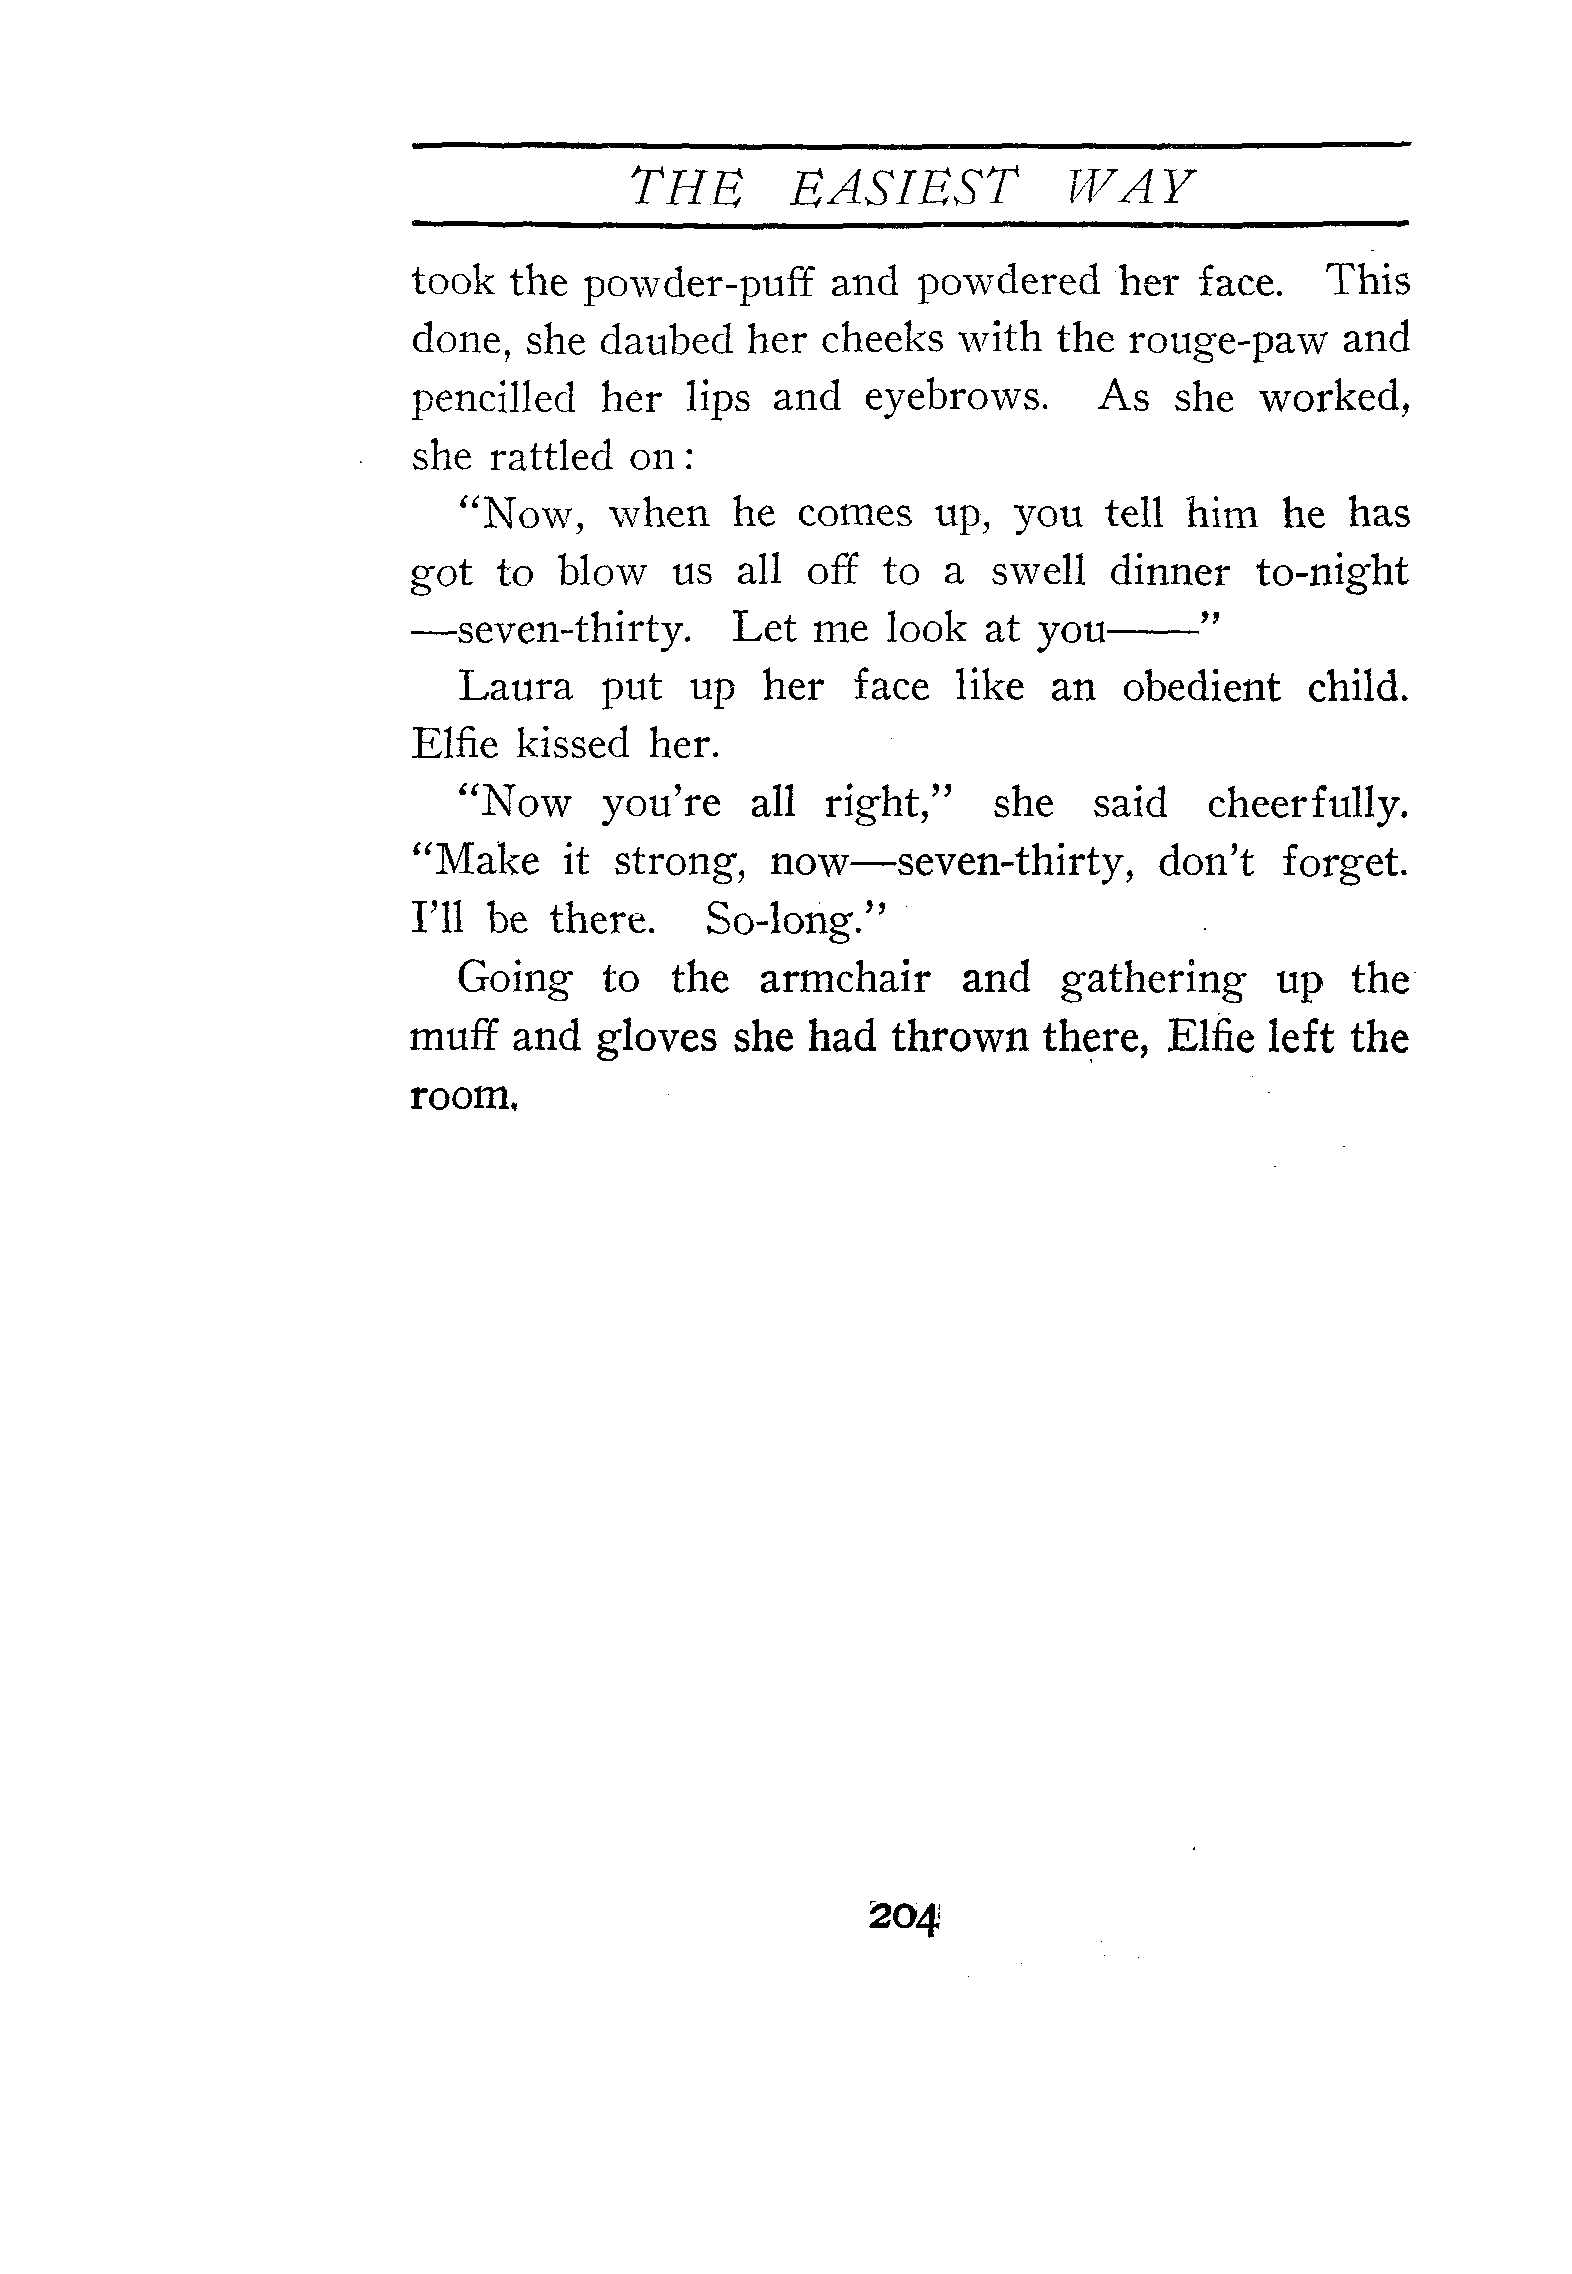 THE EASIEST WAY
took the powder-puff and powdered her face. This
done, she daubed her cheeks with the rouge-paw and
pencilled her lips and eyebrows. As she worked,
she rattled on:
“Now, when he comes up, you tell him he has
got to blow us all off to a swell dinner to-night
—seven-thirty. Let me look at you——”
Laura put up her face like an obedient child.
Elfie kissed her.
“Now you’re all right,” she said cheerfully.
“Make it strong, now—seven-thirty, don’t forget.
I’ll be there. So-long.”
Going to the armchair and gathering up the
muff and gloves she had thrown there, Elfie left the
room.
204